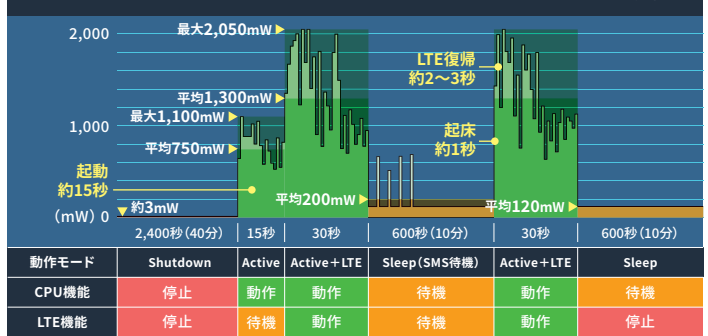 2,000
最大2,050mW
LTE復帰
約2〜3秒
平均1,300mW
最大1,100mW
1,000
起床
約1秒
平均750mW
起動
約15秒
平均200mW
平均120mW
約3mW
(mW) 0
2,400秒(40分) 15秒 30秒 600秒(10分) 30秒 600秒(10分)
動作モード Shutdown Active Active+LTE Sleep(SMS待機) Active+LTE Sleep
CPU機能 停止 動作 動作 待機 動作 待機
LTE機能 停止 待機 動作 待機 動作 停止